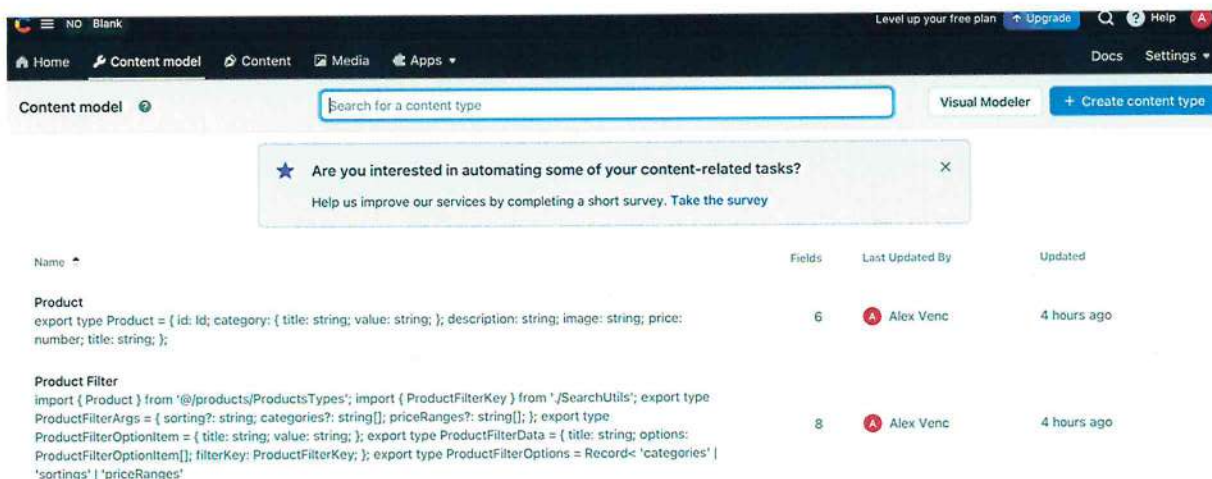 NO Blank
Level up your free plan Upgrade Help A
Home Content model Content Media Apps
Docs Settings
Content model
Search for a content type
Visual Modeler
+ Create content type
Are you interested in automating some of your content-related tasks?
Help us improve our services by completing a short survey. Take the survey
Name Fields Last Updated By Updated
Product
export type Product = { id: Id; category: { title: string; value: string; }; description: string; image: string; price:
number; title: string; };
6 A Alex Venc 4 hours ago
Product Filter
import { Product } from '@/products/ProductsTypes'; import { ProductFilterKey } from './SearchUtils'; export type
ProductFilterArgs = { sorting?: string; categories?: string[]; priceRanges?: string[]; }; export type
ProductFilterOptionItem = { title: string; value: string; }; export type ProductFilterData = { title: string; options:
ProductFilterOptionItem[]; filterKey: ProductFilterKey; }; export type ProductFilterOptions = Record< 'categories' |
'sortings' | 'priceRanges'
8 A Alex Venc 4 hours ago